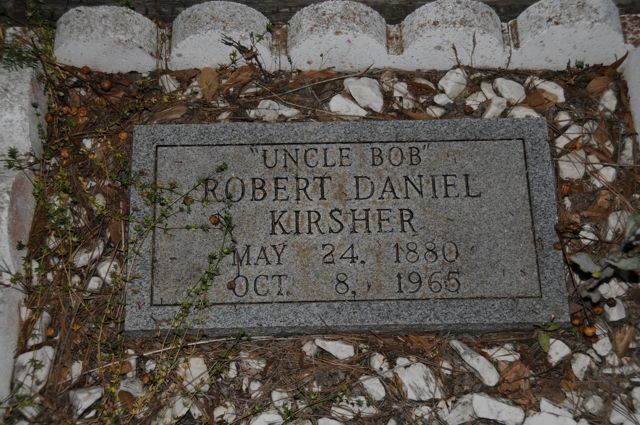 "UNCLE BOB"
ROBERT DANIEL
KIRSHER
MAY 24, 1880
OCT. 8, 1965